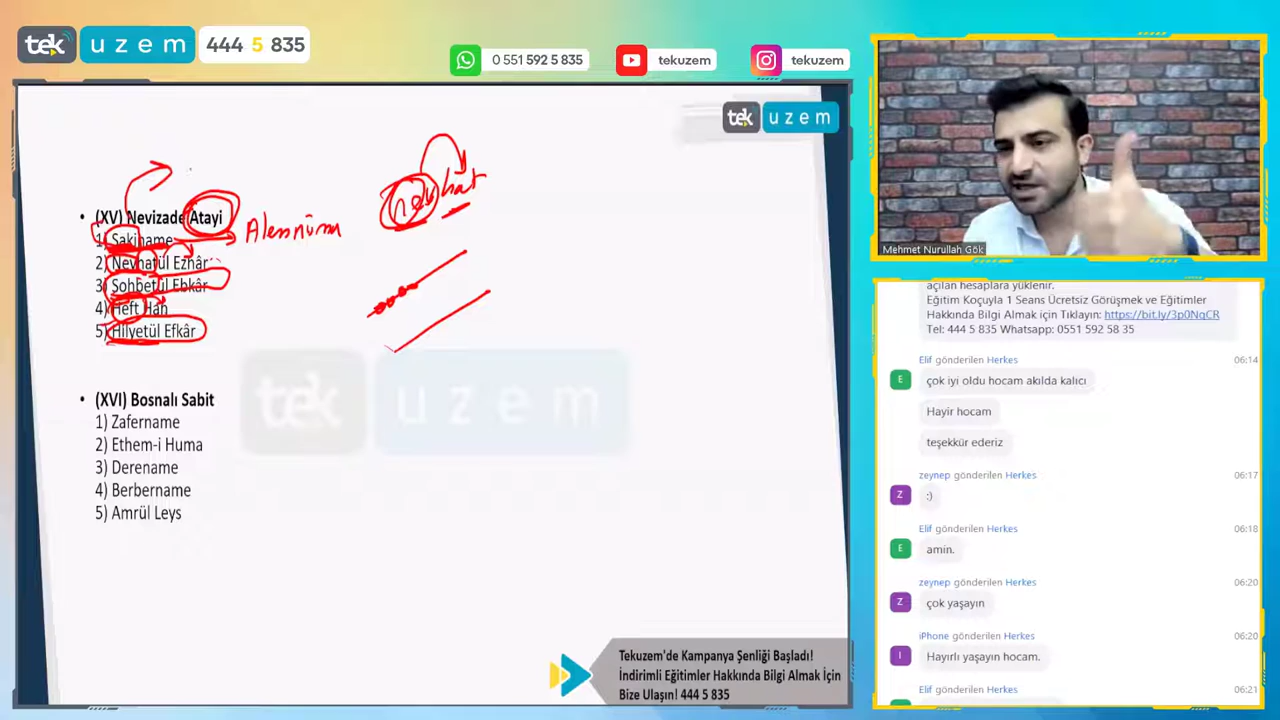 tek uzem 444 5 835
0 551 592 5 835
tekuzem
tekuzem
tek uzem
(XV) Nevizade Atayi
1) Sakiname
Alemnüma
2) Nevhatül Ezhâr
3) Sohbetül Ebkâr
4) Heft Han
5) Hilyetül Efkâr
(XVI) Bosnalı Sabit
1) Zafername
2) Ethem-i Huma
3) Derename
4) Berbername
5) Amrül Leys
tek uzem
Tekuzem'de Kampanya Şenliği Başladı!
İndirimli Eğitimler Hakkında Bilgi Almak İçin
Bize Ulaşın! 444 5 835
Mehmet Nurullah Gök
açılan hesaplara yüklenir.
Eğitim Koçuyla 1 Seans Ücretsiz Görüşmek ve Eğitimler
Hakkında Bilgi Almak için Tıklayın: https://bit.ly/3p0NqCR
Tel: 444 5 835 Whatsapp: 0551 592 58 35
Elif gönderilen Herkes 06:14
E çok iyi oldu hocam akılda kalıcı
Hayir hocam
teşekkür ederiz
zeynep gönderilen Herkes 06:17
Z :)
Elif gönderilen Herkes 06:18
E amin.
zeynep gönderilen Herkes 06:20
Z çok yaşayın
iPhone gönderilen Herkes 06:20
I Hayırlı yaşayın hocam.
Elif gönderilen Herkes 06:21